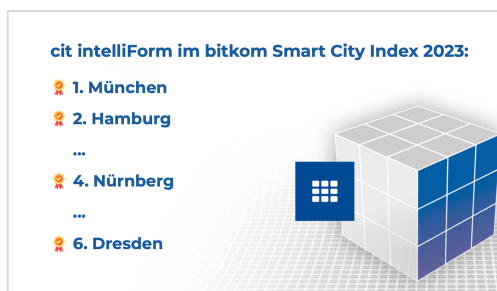 cit intelliForm im bitkom Smart City Index 2023:
1. München
2. Hamburg
...
4. Nürnberg
...
6. Dresden